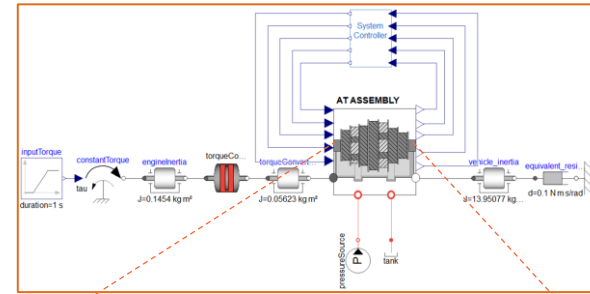 System
Controller
AT ASSEMBLY
inputTorque
constantTorque
engineInertia
torqueCo...
torqueConvert...
vehicle_inertia
equivalent_resi...
tau
duration=1 s
J=0.1454 kg m²
J=0.05623 kg m²
J=13.95077 kg...
d=0.1 N m s/rad
pressureSource
P
tank